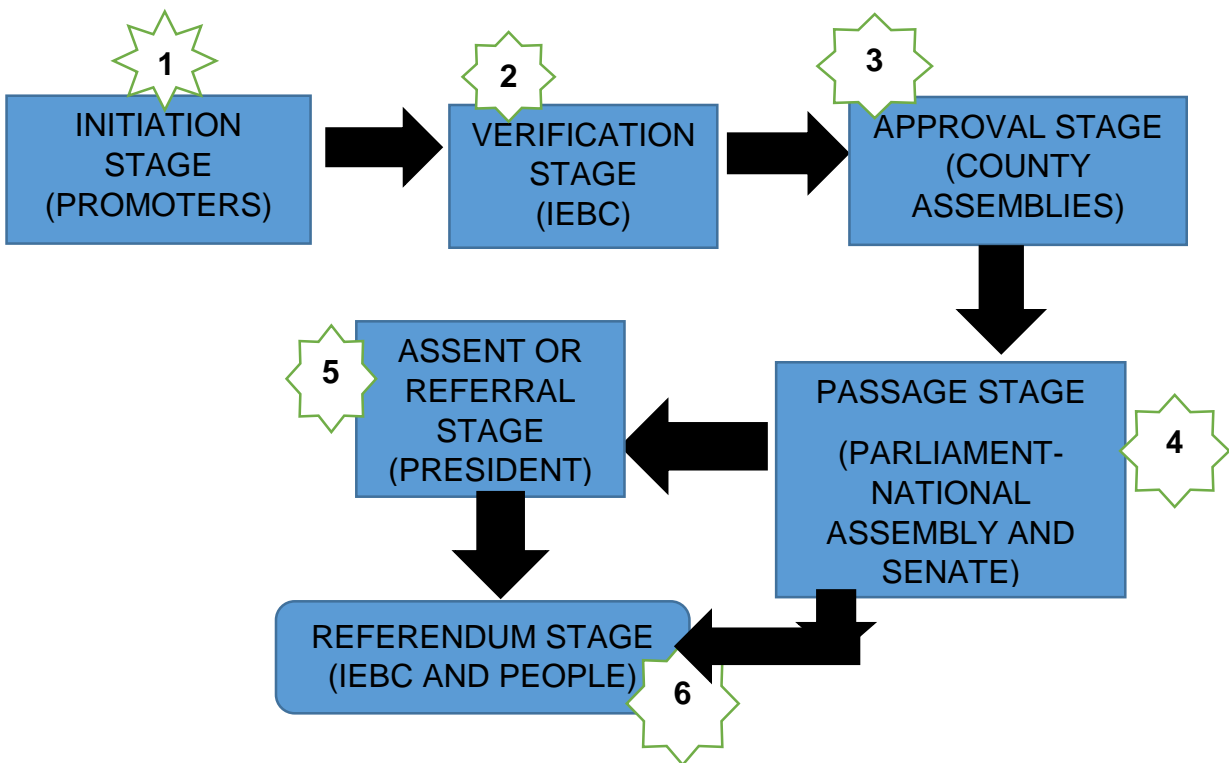 1
INITIATION
STAGE
(PROMOTERS)
2
VERIFICATION
STAGE
(IEBC)
3
APPROVAL STAGE
(COUNTY
ASSEMBLIES)
4
PASSAGE STAGE
(PARLIAMENT-
NATIONAL
ASSEMBLY AND
SENATE)
5
ASSENT OR
REFERRAL
STAGE
(PRESIDENT)
REFERENDUM STAGE
(IEBC AND PEOPLE)
6